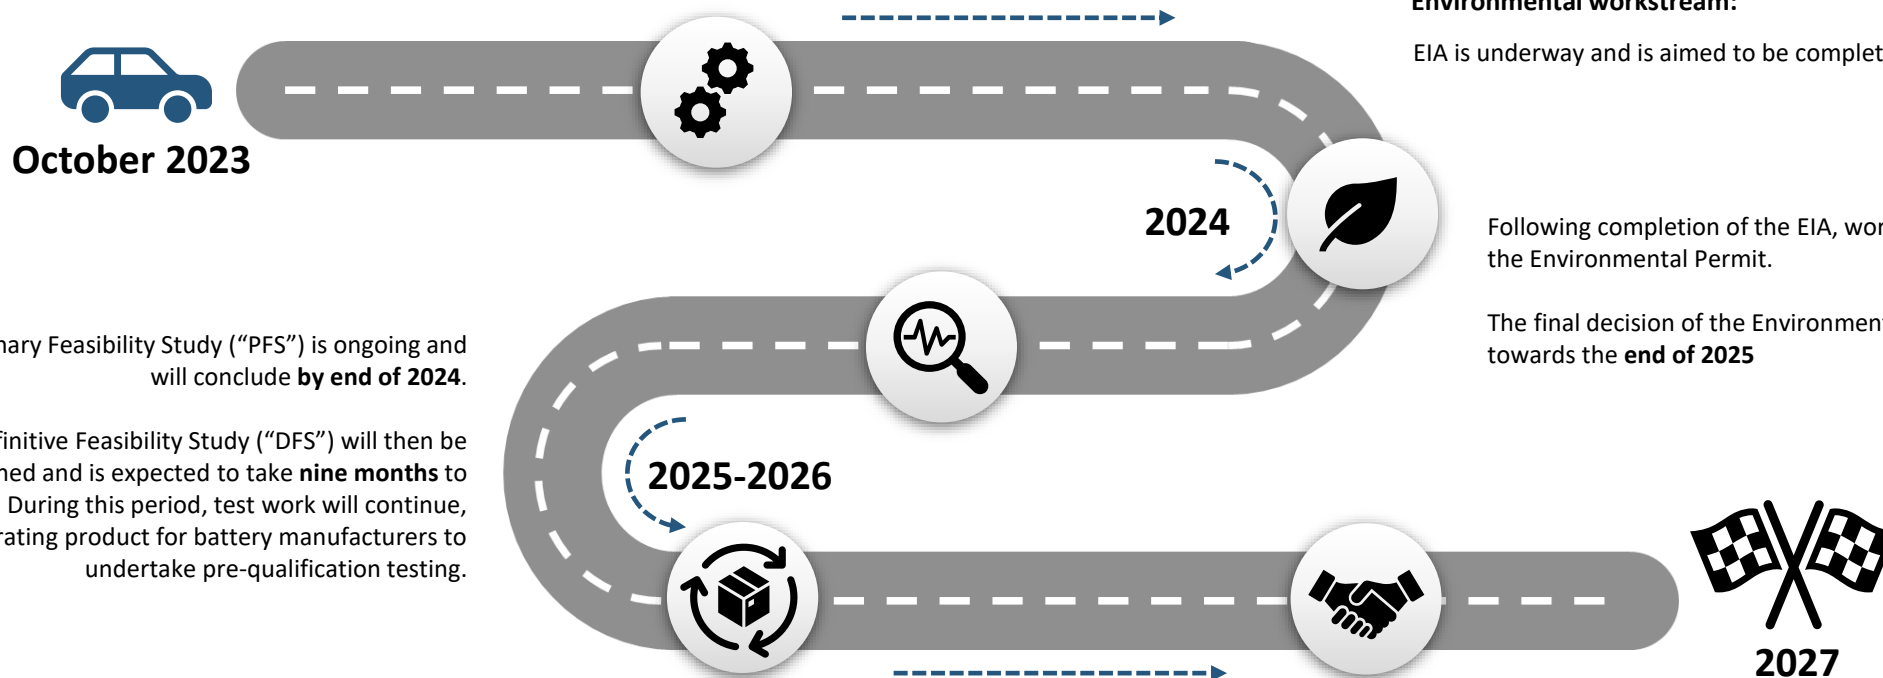 Environmental workstream:
EIA is underway and is aimed to be complet
October 2023
2024
Following completion of the EIA, wor
the Environmental Permit.
The final decision of the Environment
towards the end of 2025
nary Feasibility Study (“PFS”) is ongoing and
will conclude by end of 2024.
finitive Feasibility Study (“DFS”) will then be
ned and is expected to take nine months to
During this period, test work will continue,
rating product for battery manufacturers to
undertake pre-qualification testing.
2025-2026
2027